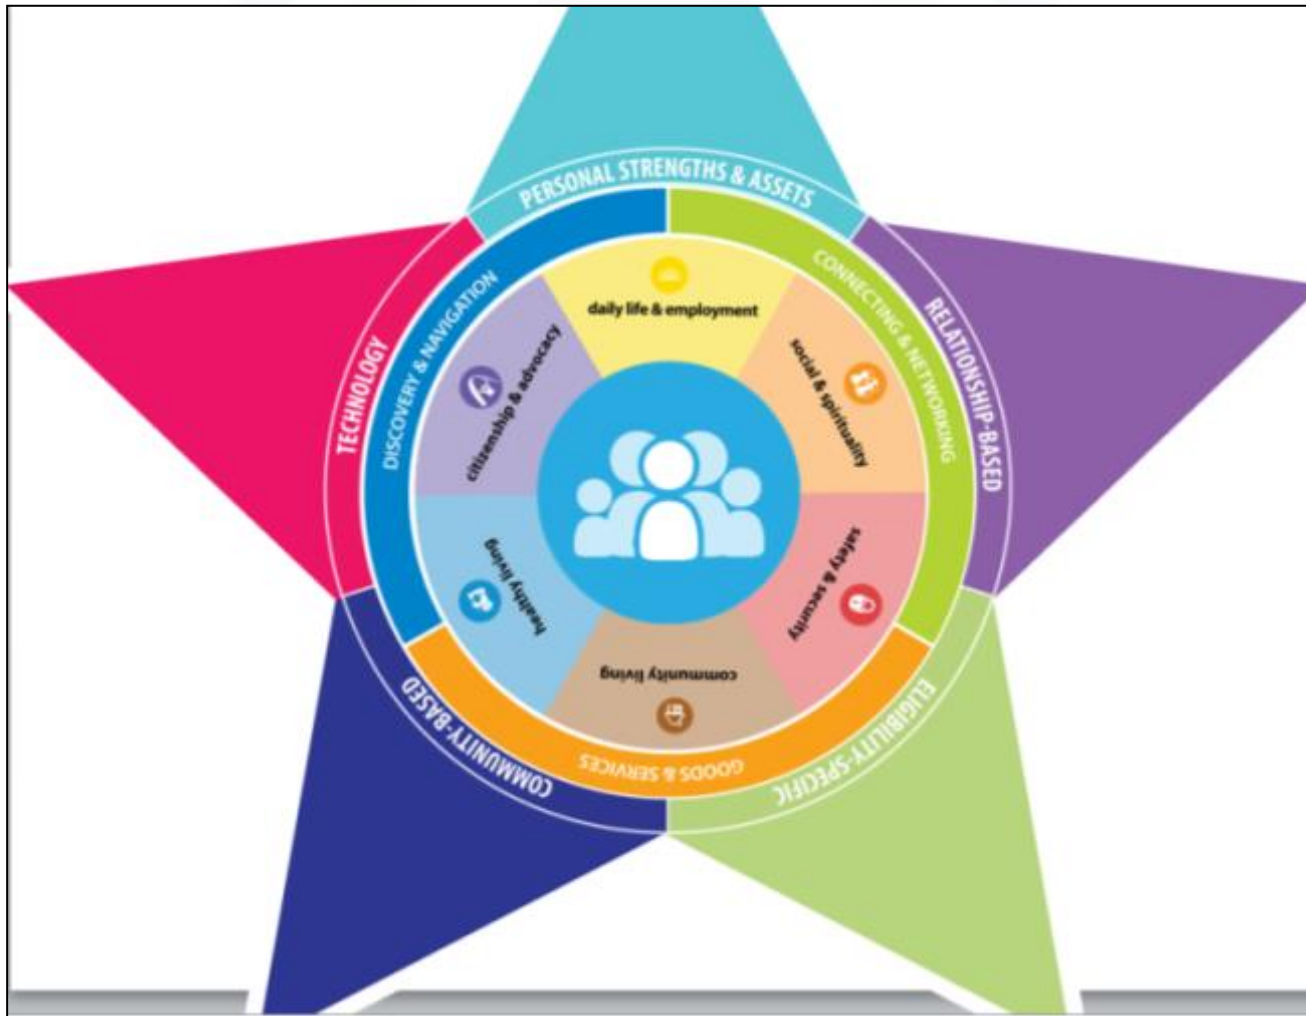 PERSONAL STRENGTHS & ASSETS
RELATIONSHIP-BASED
ELIGIBILITY-SPECIFIC
COMMUNITY-BASED
TECHNOLOGY
DISCOVERY & NAVIGATION
CONNECTING & NETWORKING
GOODS & SERVICES
daily life & employment
social & spirituality
safety & security
community living
healthy living
citizenship & advocacy